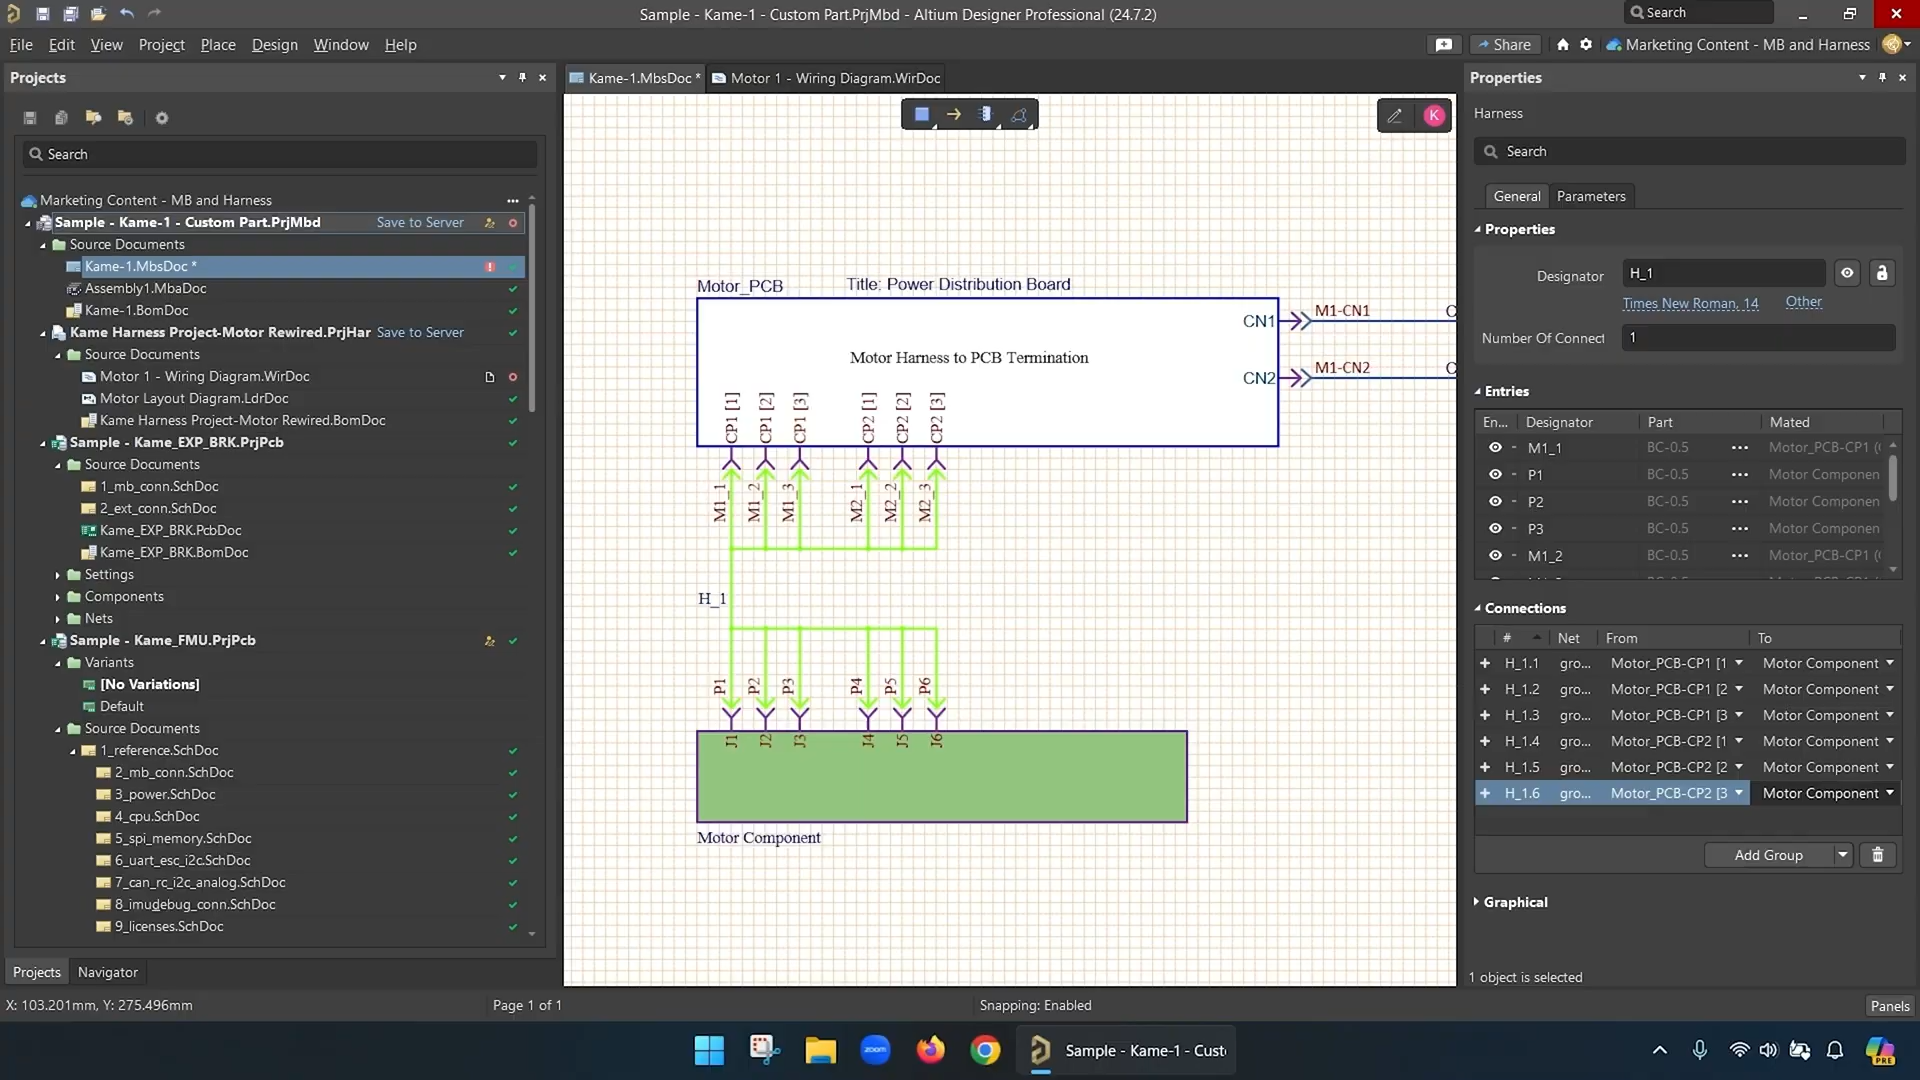 Sample - Kame-1 - Custom Part.PrjMbd - Altium Designer Professional (24.7.2)
Search
File Edit View Project Place Design Window Help
Share
Marketing Content - MB and Harness
Projects
Search
Marketing Content - MB and Harness
Sample - Kame-1 - Custom Part.PrjMbd Save to Server
Source Documents
Kame-1.MbsDoc *
Assembly1.MbaDoc
Kame-1.BomDoc
Kame Harness Project-Motor Rewired.PrjHar Save to Server
Source Documents
Motor 1 - Wiring Diagram.WirDoc
Motor Layout Diagram.LdrDoc
Kame Harness Project-Motor Rewired.BomDoc
Sample - Kame_EXP_BRK.PrjPcb
Source Documents
1_mb_conn.SchDoc
2_ext_conn.SchDoc
Kame_EXP_BRK.PcbDoc
Kame_EXP_BRK.BomDoc
Settings
Components
Nets
Sample - Kame_FMU.PrjPcb
Variants
[No Variations]
Default
Source Documents
1_reference.SchDoc
2_mb_conn.SchDoc
3_power.SchDoc
4_cpu.SchDoc
5_spi_memory.SchDoc
6_uart_esc_i2c.SchDoc
7_can_rc_i2c_analog.SchDoc
8_imudebug_conn.SchDoc
9_licenses.SchDoc
Projects Navigator
Kame-1.MbsDoc * Motor 1 - Wiring Diagram.WirDoc
K
Motor_PCB Title: Power Distribution Board
CN1 M1-CN1 C
Motor Harness to PCB Termination
CN2 M1-CN2 C
CP1 [1] CP1 [2] CP1 [3] CP2 [1] CP2 [2] CP2 [3]
M1_1 M1_2 M1_3 M2_1 M2_2 M2_3
H_1
P1 P2 P3 P4 P5 P6
J1 J2 J3 J4 J5 J6
Motor Component
Properties
Harness
Search
General Parameters
Properties
Designator H_1
Times New Roman, 14 Other
Number Of Connect 1
Entries
En... Designator Part Mated
M1_1 BC-0.5 ••• Motor_PCB-CP1 (
P1 BC-0.5 ••• Motor Componen
P2 BC-0.5 ••• Motor Componen
P3 BC-0.5 ••• Motor Componen
M1_2 BC-0.5 ••• Motor_PCB-CP1 (
Connections
# Net From To
H_1.1 gro... Motor_PCB-CP1 [1 Motor Component
H_1.2 gro... Motor_PCB-CP1 [2 Motor Component
H_1.3 gro... Motor_PCB-CP1 [3 Motor Component
H_1.4 gro... Motor_PCB-CP2 [1 Motor Component
H_1.5 gro... Motor_PCB-CP2 [2 Motor Component
H_1.6 gro... Motor_PCB-CP2 [3 Motor Component
Add Group
Graphical
1 object is selected
X: 103.201mm, Y: 275.496mm Page 1 of 1 Snapping: Enabled Panels
zoom
Sample - Kame-1 - Cust
PRE